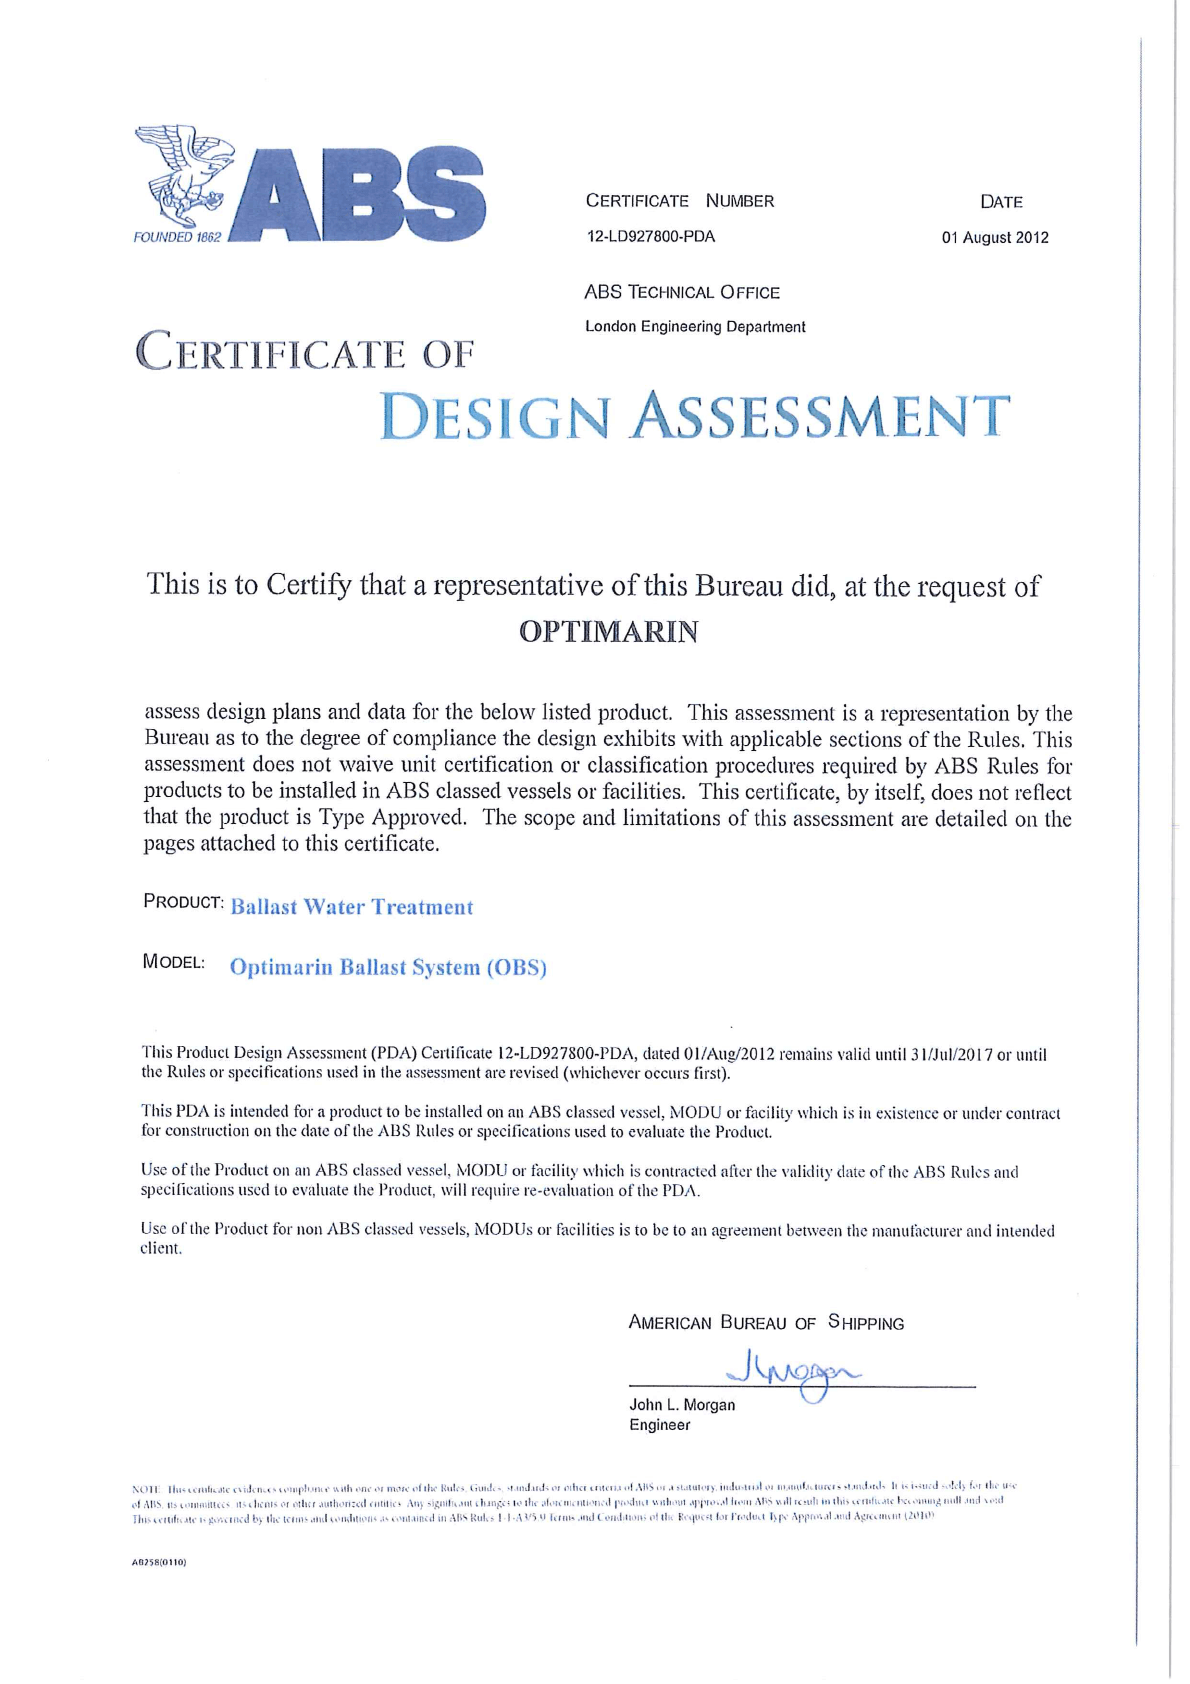 ABS
FOUNDED 1862
CERTIFICATE NUMBER
DATE
12-LD927800-PDA
01 August 2012
ABS TECHNICAL OFFICE
London Engineering Department
CERTIFICATE OF
DESIGN ASSESSMENT
This is to Certify that a representative of this Bureau did, at the request of
OPTIMARIN
assess design plans and data for the below listed product. This assessment is a representation by the
Bureau as to the degree of compliance the design exhibits with applicable sections of the Rules. This
assessment does not waive unit certification or classification procedures required by ABS Rules for
products to be installed in ABS classed vessels or facilities. This certificate, by itself, does not reflect
that the product is Type Approved. The scope and limitations of this assessment are detailed on the
pages attached to this certificate.
PRODUCT: Ballast Water Treatment
MODEL: Optimarin Ballast System (OBS)
This Product Design Assessment (PDA) Certificate 12-LD927800-PDA, dated 01/Aug/2012 remains valid until 31/Jul/2017 or until
the Rules or specifications used in the assessment are revised (whichever occurs first).
This PDA is intended for a product to be installed on an ABS classed vessel, MODU or facility which is in existence or under contract
for construction on the date of the ABS Rules or specifications used to evaluate the Product.
Use of the Product on an ABS classed vessel, MODU or facility which is contracted after the validity date of the ABS Rules and
specifications used to evaluate the Product, will require re-evaluation of the PDA.
Use of the Product for non ABS classed vessels, MODUs or facilities is to be to an agreement between the manufacturer and intended
client.
AMERICAN BUREAU OF SHIPPING
JLMorgan
John L. Morgan
Engineer
NOTE: This certificate evidences compliance with one or more of the Rules, Guides, standards or other criteria of ABS or a statutory, industrial or manufacturers standards. It is issued solely for the use
of ABS, its committees, its clients or other authorized entities. Any significant changes to the aforementioned product without approval from ABS will result in this certificate becoming null and void
This certificate is governed by the terms and conditions as contained in ABS Rules 1-1-A3/5.9 Terms and Conditions of the Request for Product Type Approval and Agreement (2010)
AB258(0110)